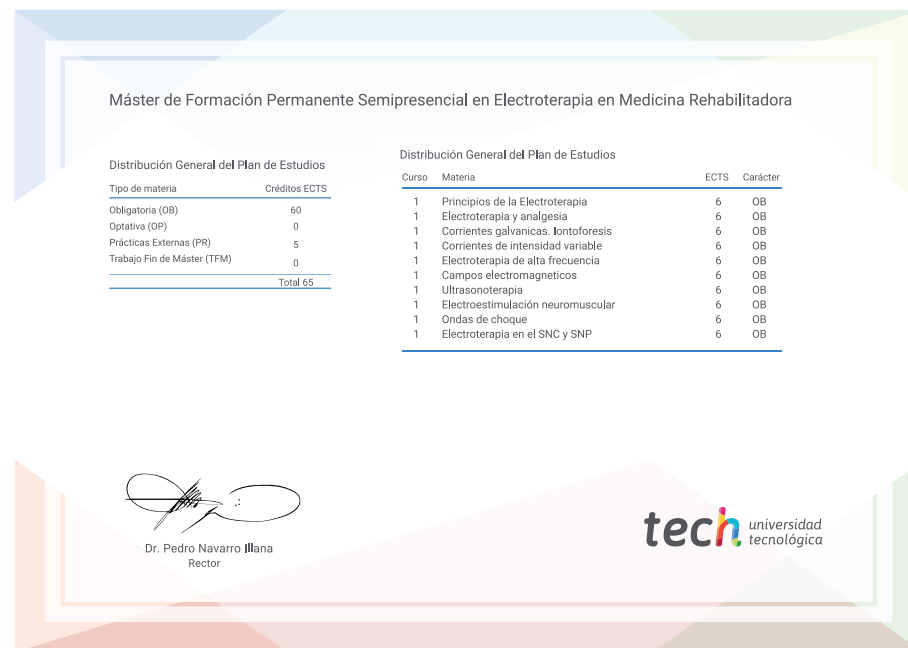 Máster de Formación Permanente Semipresencial en Electroterapia en Medicina Rehabilitadora
Distribución General del Plan de Estudios
Tipo de materia Créditos ECTS
Obligatoria (OB) 60
Optativa (OP) 0
Prácticas Externas (PR) 5
Trabajo Fin de Máster (TFM) 0
Total 65
Distribución General del Plan de Estudios
Curso Materia ECTS Carácter
1 Principios de la Electroterapia 6 OB
1 Electroterapia y analgesia 6 OB
1 Corrientes galvanicas. Iontoforesis 6 OB
1 Corrientes de intensidad variable 6 OB
1 Electroterapia de alta frecuencia 6 OB
1 Campos electromagneticos 6 OB
1 Ultrasonoterapia 6 OB
1 Electroestimulación neuromuscular 6 OB
1 Ondas de choque 6 OB
1 Electroterapia en el SNC y SNP 6 OB
Dr. Pedro Navarro Illana
Rector
tech universidad
tecnológica